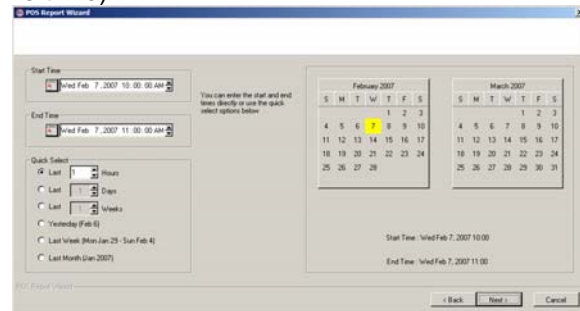 POS Report Wizard
Start Time
Wed Feb 7, 2007 10: 00: 00 AM
End Time
Wed Feb 7, 2007 11: 00: 00 AM
You can enter the start and end
times directly or use the quick
select options below
Quick Select
Last 1 Hours
Last 1 Days
Last 1 Weeks
Yesterday (Feb 6)
Last Week (Mon Jan 29 - Sun Feb 4)
Last Month (Jan 2007)
February 2007
S M T W T F S
1 2 3
4 5 6 7 8 9 10
11 12 13 14 15 16 17
18 19 20 21 22 23 24
25 26 27 28
March 2007
S M T W T F S
1 2 3
4 5 6 7 8 9 10
11 12 13 14 15 16 17
18 19 20 21 22 23 24
25 26 27 28 29 30 31
Start Time : Wed Feb 7, 2007 10:00
End Time : Wed Feb 7, 2007 11:00
POS Report Wizard
< Back Next > Cancel